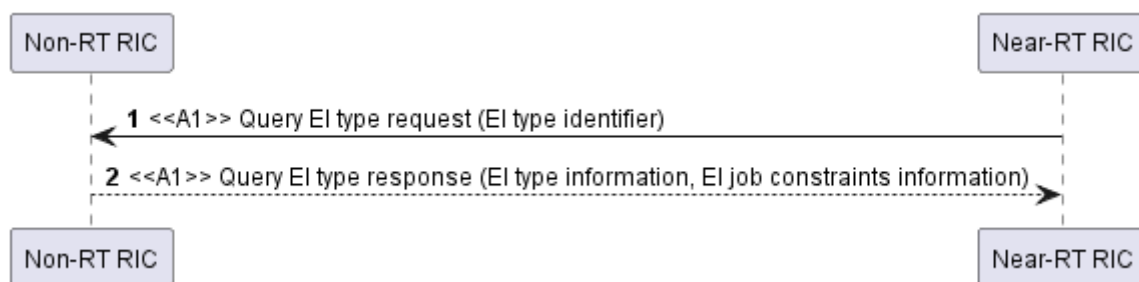 Non-RT RIC
Near-RT RIC
1 <<A1>> Query EI type request (EI type identifier)
2 <<A1>> Query EI type response (EI type information, EI job constraints information)
Non-RT RIC
Near-RT RIC